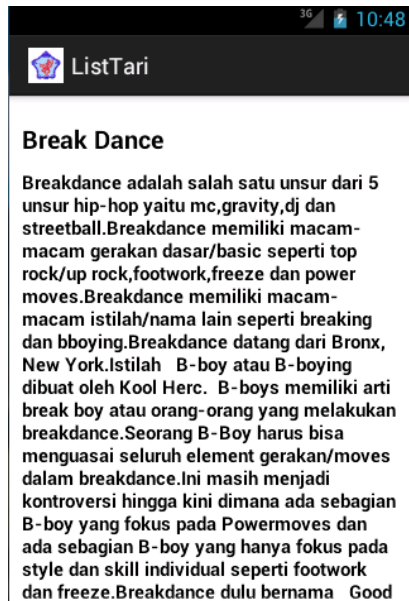 3G 10:48
ListTari
Break Dance
Breakdance adalah salah satu unsur dari 5
unsur hip-hop yaitu mc,gravity,dj dan
streetball.Breakdance memiliki macam-
macam gerakan dasar/basic seperti top
rock/up rock,footwork,freeze dan power
moves.Breakdance memiliki macam-
macam istilah/nama lain seperti breaking
dan bboying.Breakdance datang dari Bronx,
New York.Istilah   B-boy atau B-boying
dibuat oleh Kool Herc.  B-boys memiliki arti
break boy atau orang-orang yang melakukan
breakdance.Seorang B-Boy harus bisa
menguasai seluruh element gerakan/moves
dalam breakdance.Ini masih menjadi
kontroversi hingga kini dimana ada sebagian
B-boy yang fokus pada Powermoves dan
ada sebagian B-boy yang hanya fokus pada
style dan skill individual seperti footwork
dan freeze.Breakdance dulu bernama   Good